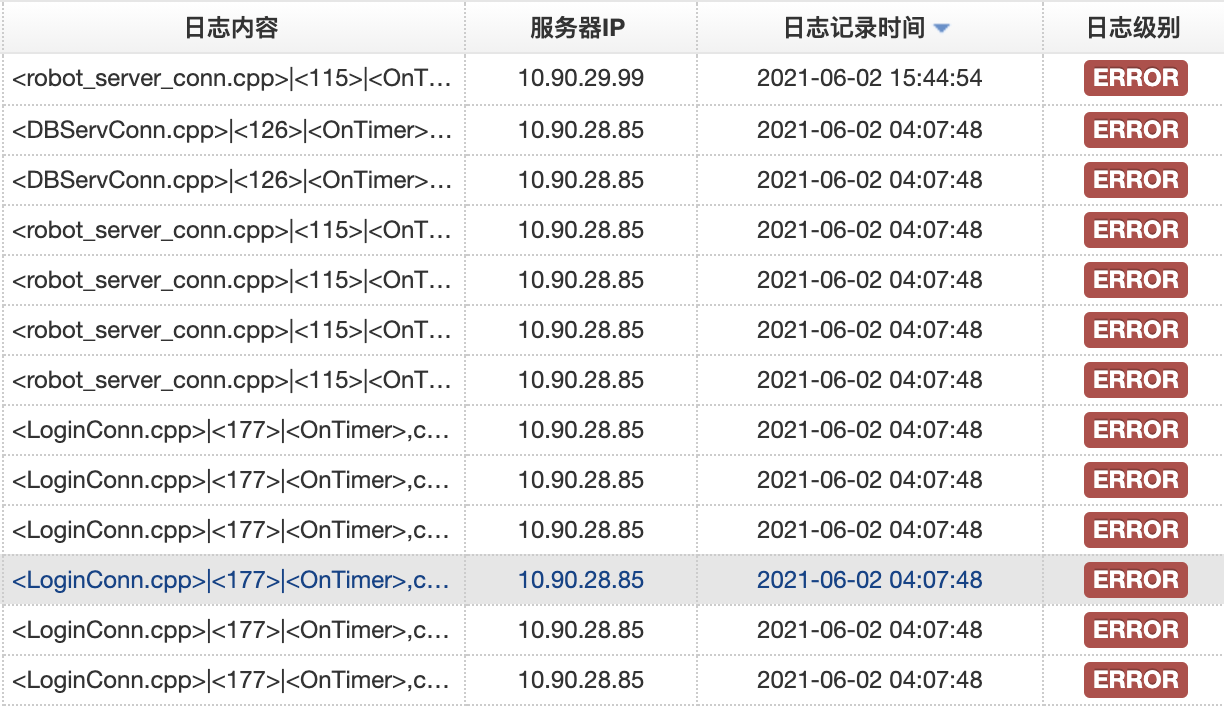 日志内容 服务器IP 日志记录时间 日志级别
<robot_server_conn.cpp>|<115>|<OnT... 10.90.29.99 2021-06-02 15:44:54 ERROR
<DBServConn.cpp>|<126>|<OnTimer>... 10.90.28.85 2021-06-02 04:07:48 ERROR
<DBServConn.cpp>|<126>|<OnTimer>... 10.90.28.85 2021-06-02 04:07:48 ERROR
<robot_server_conn.cpp>|<115>|<OnT... 10.90.28.85 2021-06-02 04:07:48 ERROR
<robot_server_conn.cpp>|<115>|<OnT... 10.90.28.85 2021-06-02 04:07:48 ERROR
<robot_server_conn.cpp>|<115>|<OnT... 10.90.28.85 2021-06-02 04:07:48 ERROR
<robot_server_conn.cpp>|<115>|<OnT... 10.90.28.85 2021-06-02 04:07:48 ERROR
<LoginConn.cpp>|<177>|<OnTimer>,c... 10.90.28.85 2021-06-02 04:07:48 ERROR
<LoginConn.cpp>|<177>|<OnTimer>,c... 10.90.28.85 2021-06-02 04:07:48 ERROR
<LoginConn.cpp>|<177>|<OnTimer>,c... 10.90.28.85 2021-06-02 04:07:48 ERROR
<LoginConn.cpp>|<177>|<OnTimer>,c... 10.90.28.85 2021-06-02 04:07:48 ERROR
<LoginConn.cpp>|<177>|<OnTimer>,c... 10.90.28.85 2021-06-02 04:07:48 ERROR
<LoginConn.cpp>|<177>|<OnTimer>,c... 10.90.28.85 2021-06-02 04:07:48 ERROR